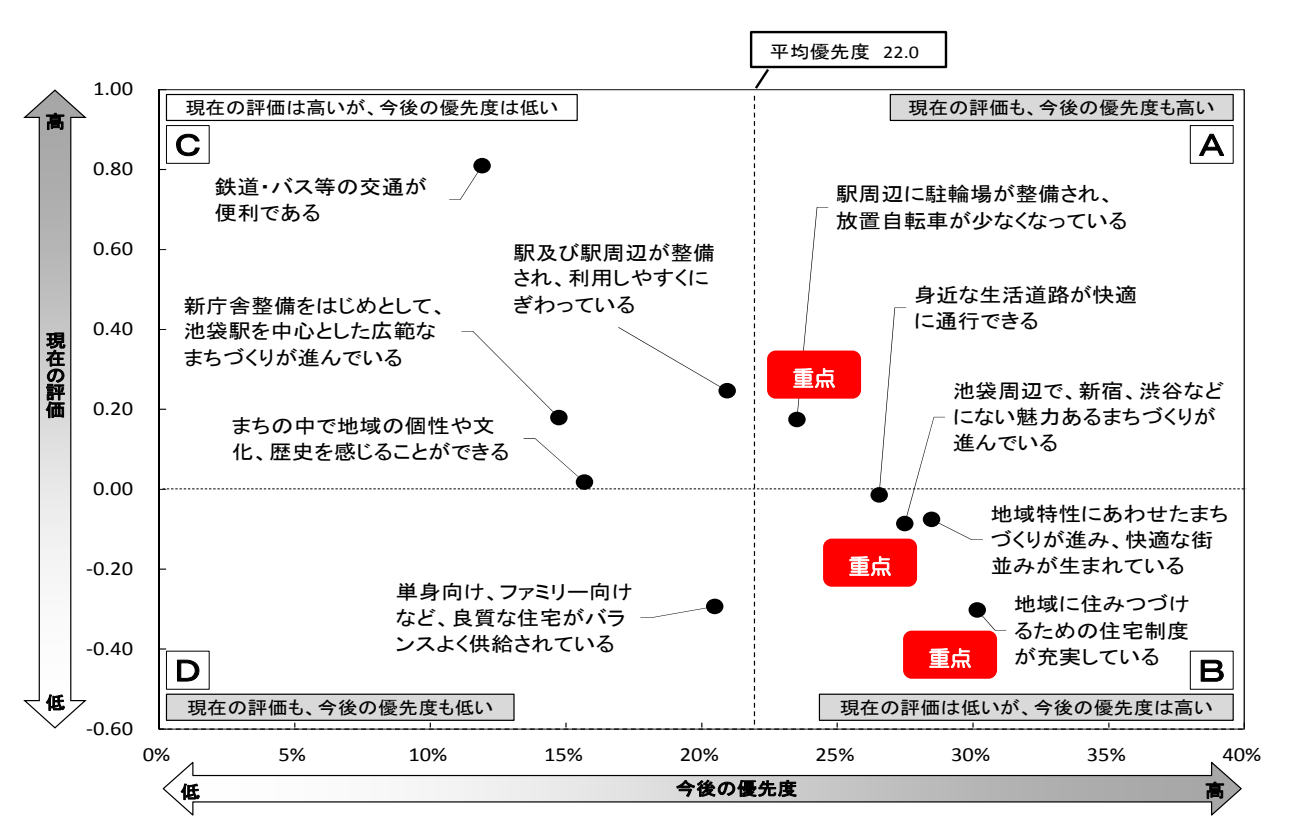 平均優先度 22.0
1.00
0.80
0.60
0.40
0.20
0.00
-0.20
-0.40
-0.60
高
現在の評価
低
現在の評価は高いが、今後の優先度は低い
C
現在の評価も、今後の優先度も高い
A
鉄道・バス等の交通が
便利である
駅周辺に駐輪場が整備され、
放置自転車が少なくなっている
駅及び駅周辺が整備
され、利用しやすくに
ぎわっている
身近な生活道路が快適
に通行できる
新庁舎整備をはじめとして、
池袋駅を中心とした広範な
まちづくりが進んでいる
重点
池袋周辺で、新宿、渋谷など
にない魅力あるまちづくりが
進んでいる
まちの中で地域の個性や文
化、歴史を感じることができる
地域特性にあわせたまち
づくりが進み、快適な街
並みが生まれている
重点
単身向け、ファミリー向け
など、良質な住宅がバラ
ンスよく供給されている
地域に住みつづけ
るための住宅制度
が充実している
重点
D
現在の評価も、今後の優先度も低い
B
現在の評価は低いが、今後の優先度は高い
0%
5%
10%
15%
20%
25%
30%
35%
40%
低
今後の優先度
高